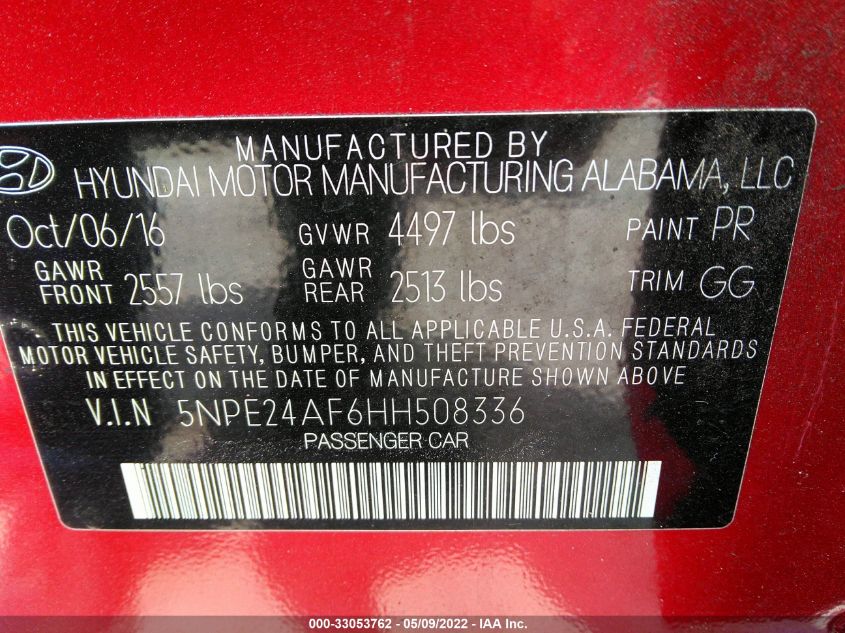 MANUFACTURED BY
HYUNDAI MOTOR MANUFACTURING ALABAMA, LLC
Oct/06/16 GVWR 4497 lbs PAINT PR
GAWR FRONT 2557 lbs GAWR REAR 2513 lbs TRIM GG
THIS VEHICLE CONFORMS TO ALL APPLICABLE U.S.A. FEDERAL
MOTOR VEHICLE SAFETY, BUMPER, AND THEFT PREVENTION STANDARDS
IN EFFECT ON THE DATE OF MANUFACTURE SHOWN ABOVE
V.I.N 5NPE24AF6HH508336
PASSENGER CAR
000-33053762 - 05/09/2022 - IAA Inc.